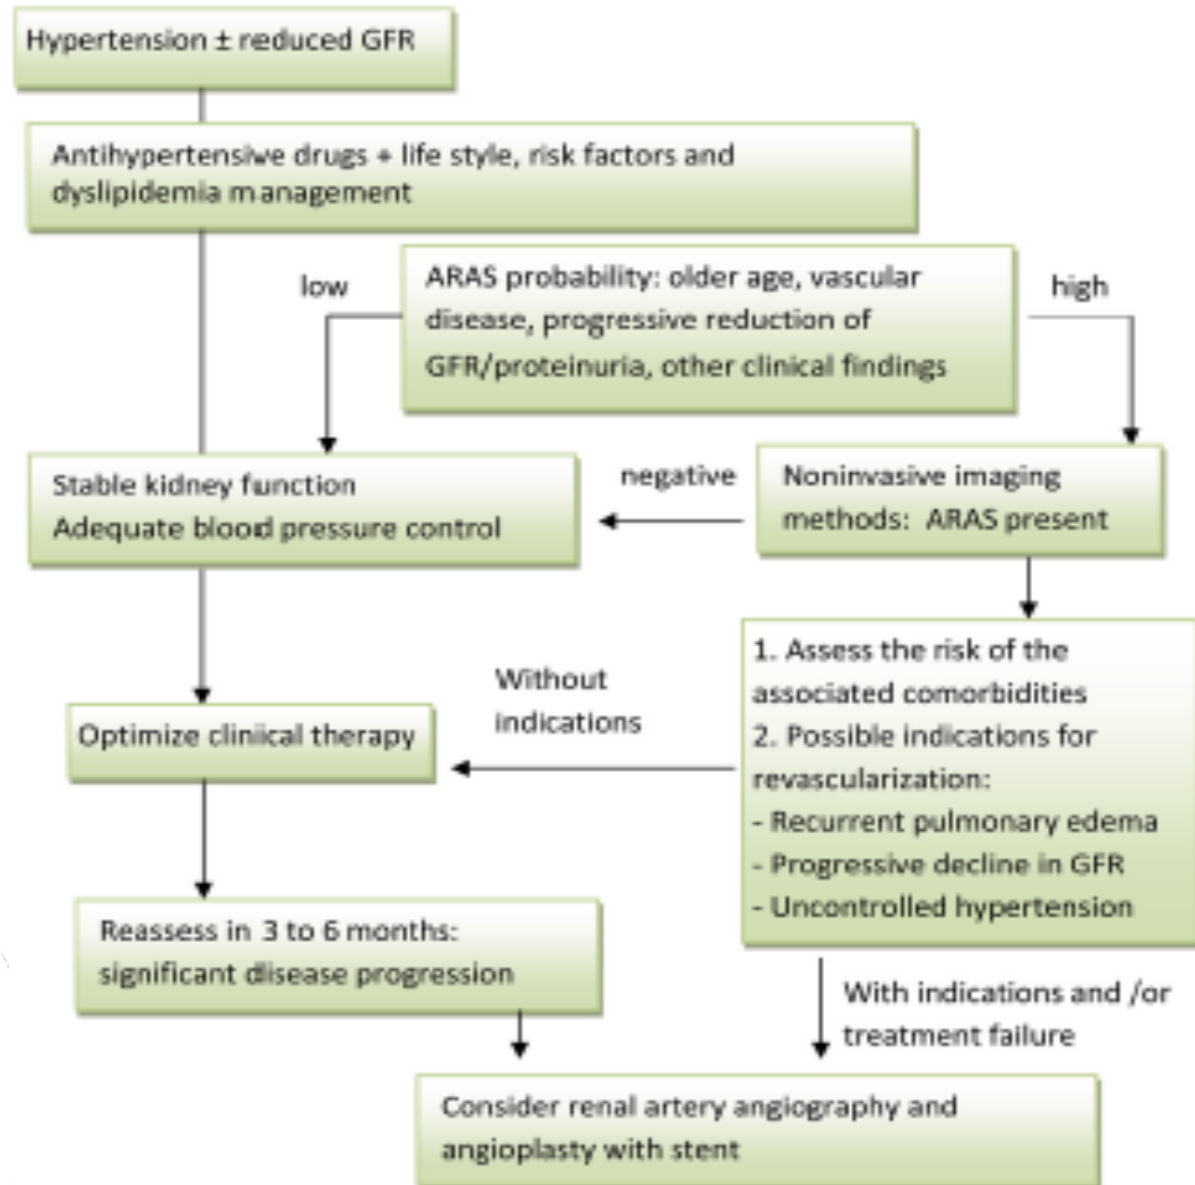 Hypertension ± reduced GFR
Antihypertensive drugs + life style, risk factors and
dyslipidemia management
low
ARAS probability: older age, vascular
disease, progressive reduction of
GFR/proteinuria, other clinical findings
high
Stable kidney function
Adequate blood pressure control
negative
Noninvasive imaging
methods: ARAS present
Without
indications
1. Assess the risk of the
associated comorbidities
2. Possible indications for
revascularization:
- Recurrent pulmonary edema
- Progressive decline in GFR
- Uncontrolled hypertension
Optimize clinical therapy
Reassess in 3 to 6 months:
significant disease progression
With indications and /or
treatment failure
Consider renal artery angiography and
angioplasty with stent